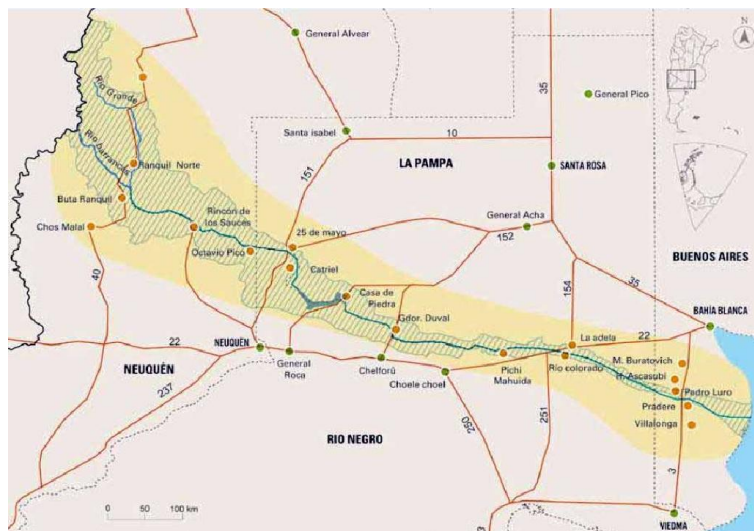 General Alvear
Río Grande
General Pico
35
Santa isabel
10
Río barrancas
LA PAMPA
Ranquil Norte
SANTA ROSA
151
Buta Ranquil
Rincón de
los Sauces
General Acha
Chos Malal
25 de mayo
152
Octavio Pico
BUENOS AIRES
Catriel
40
Casa de
Piedra
154
35
BAHÍA BLANCA
Gdor. Duval
22
NEUQUÉN
La adela
22
M. Buratovich
NEUQUÉN
General
Roca
Chelforú
Choele choel
Pichi
Mahuida
Río colorado
H. Ascasubi
Pedro Luro
237
Pradere
251
Villalonga
250
RIO NEGRO
3
0 50 100 km
3
VIEDMA